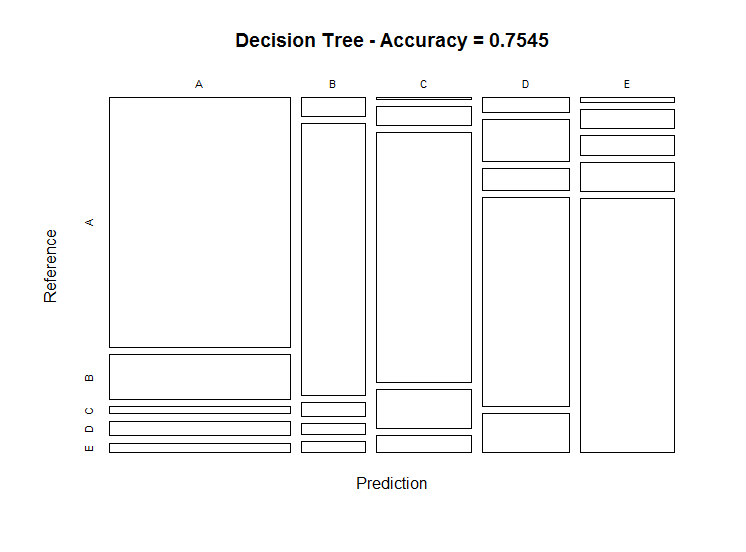 Decision Tree - Accuracy = 0.7545
A B C D E
A
B
C
D
E
Reference
Prediction